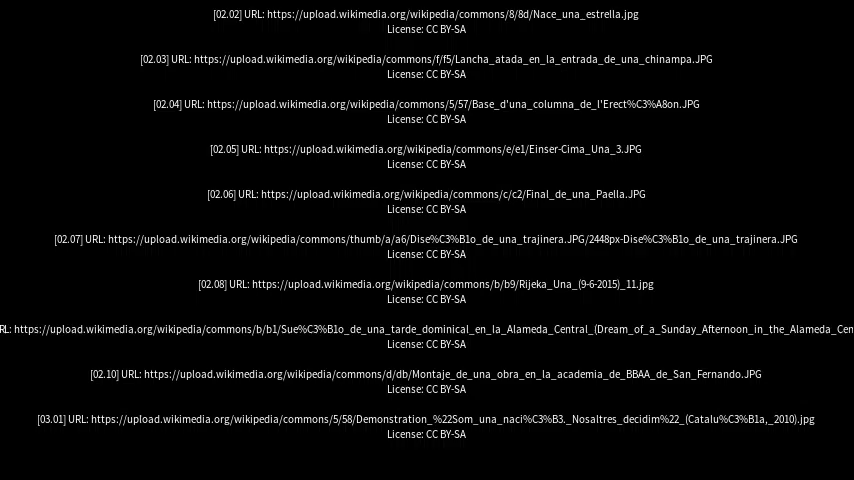 [02.02] URL: https://upload.wikimedia.org/wikipedia/commons/8/8d/Nace_una_estrella.jpg
License: CC BY-SA
[02.03] URL: https://upload.wikimedia.org/wikipedia/commons/f/f5/Lancha_atada_en_la_entrada_de_una_chinampa.JPG
License: CC BY-SA
[02.04] URL: https://upload.wikimedia.org/wikipedia/commons/5/57/Base_d'una_columna_de_l'Erect%C3%A8on.JPG
License: CC BY-SA
[02.05] URL: https://upload.wikimedia.org/wikipedia/commons/e/e1/Einser-Cima_Una_3.JPG
License: CC BY-SA
[02.06] URL: https://upload.wikimedia.org/wikipedia/commons/c/c2/Final_de_una_Paella.JPG
License: CC BY-SA
[02.07] URL: https://upload.wikimedia.org/wikipedia/commons/thumb/a/a6/Dise%C3%B1o_de_una_trajinera.JPG/2448px-Dise%C3%B1o_de_una_trajinera.JPG
License: CC BY-SA
[02.08] URL: https://upload.wikimedia.org/wikipedia/commons/b/b9/Rijeka_Una_(9-6-2015)_11.jpg
License: CC BY-SA
RL: https://upload.wikimedia.org/wikipedia/commons/b/b1/Sue%C3%B1o_de_una_tarde_dominical_en_la_Alameda_Central_(Dream_of_a_Sunday_Afternoon_in_the_Alameda_Cen
License: CC BY-SA
[02.10] URL: https://upload.wikimedia.org/wikipedia/commons/d/db/Montaje_de_una_obra_en_la_academia_de_BBAA_de_San_Fernando.JPG
License: CC BY-SA
[03.01] URL: https://upload.wikimedia.org/wikipedia/commons/5/58/Demonstration_%22Som_una_naci%C3%B3._Nosaltres_decidim%22_(Catalu%C3%B1a,_2010).jpg
License: CC BY-SA